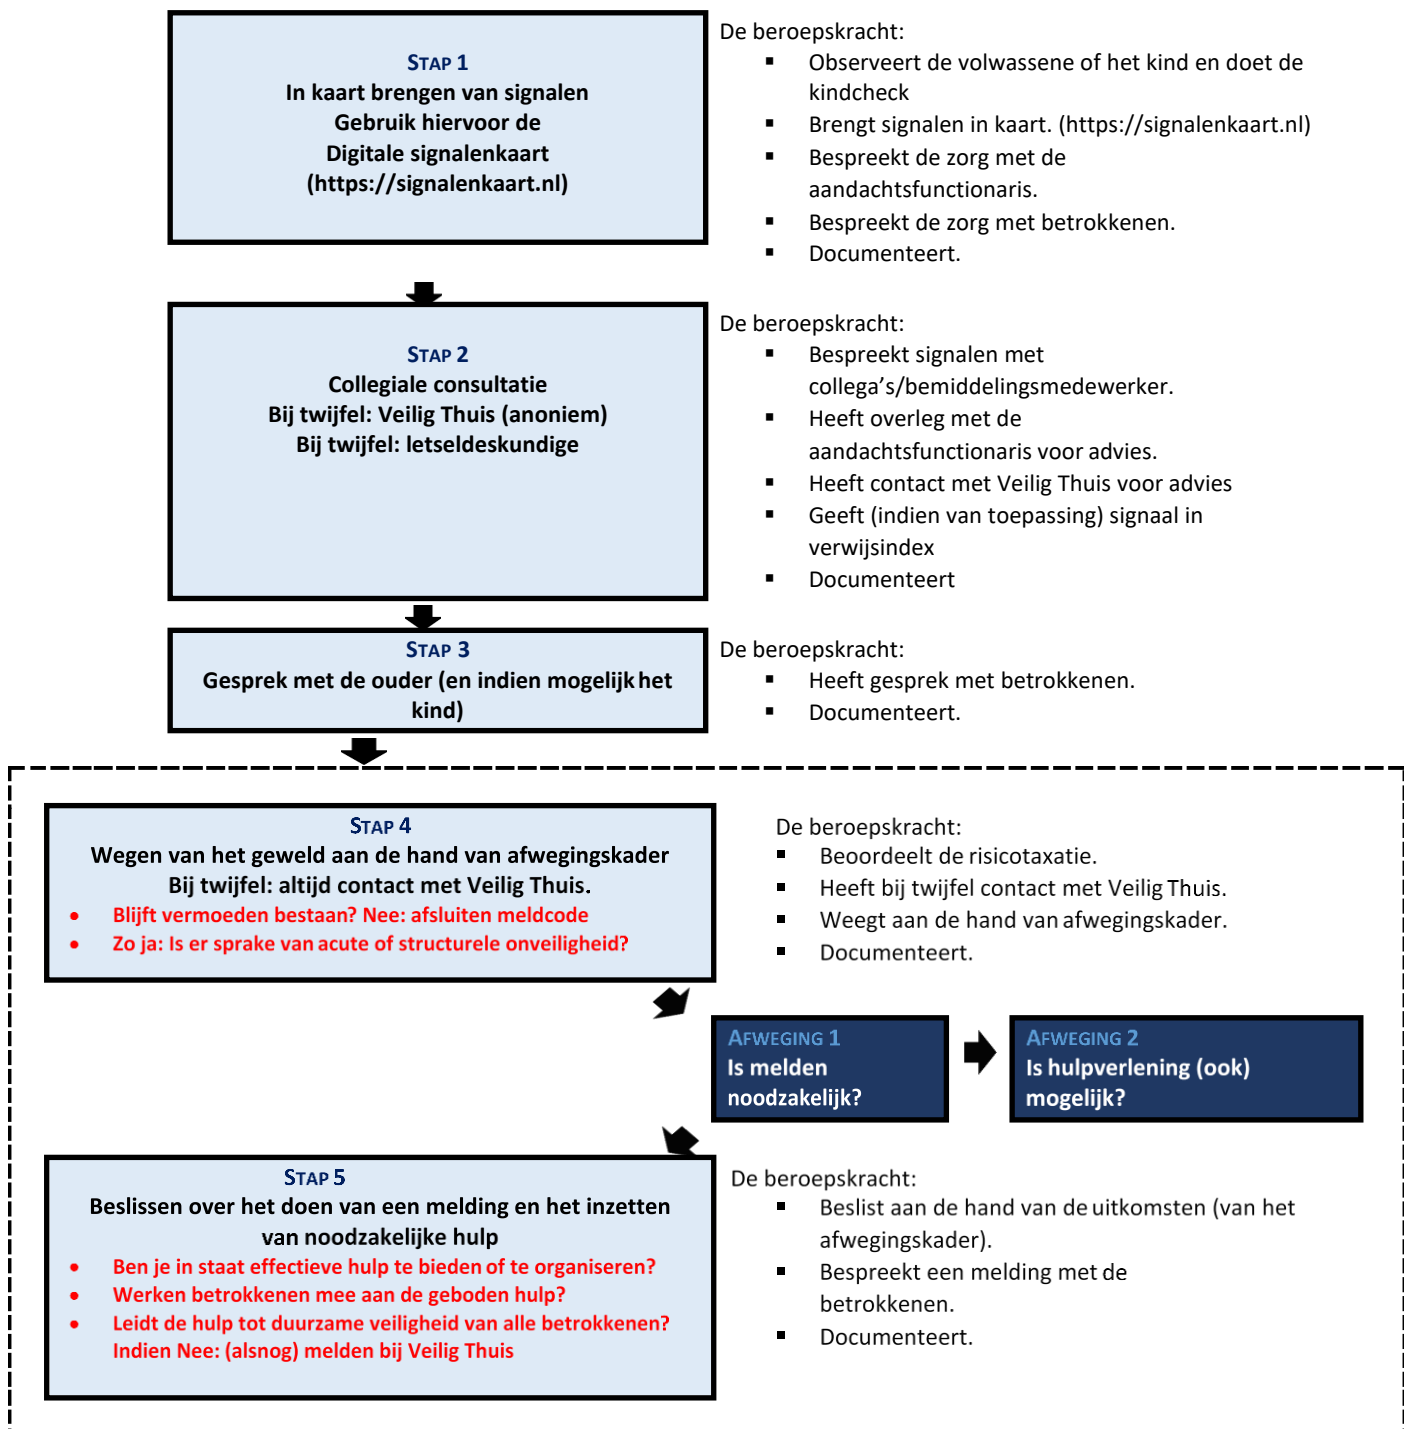 STAP 1
In kaart brengen van signalen
Gebruik hiervoor de
Digitale signalenkaart
(https://signalenkaart.nl)
De beroepskracht:
▪ Observeert de volwassene of het kind en doet de
kindcheck
▪ Brengt signalen in kaart. (https://signalenkaart.nl)
▪ Bespreekt de zorg met de
aandachtsfunctionaris.
▪ Bespreekt de zorg met betrokkenen.
▪ Documenteert.
STAP 2
Collegiale consultatie
Bij twijfel: Veilig Thuis (anoniem)
Bij twijfel: letseldeskundige
De beroepskracht:
▪ Bespreekt signalen met
collega’s/bemiddelingsmedewerker.
▪ Heeft overleg met de
aandachtsfunctionaris voor advies.
▪ Heeft contact met Veilig Thuis voor advies
▪ Geeft (indien van toepassing) signaal in
verwijsindex
▪ Documenteert
STAP 3
Gesprek met de ouder (en indien mogelijk het
kind)
De beroepskracht:
▪ Heeft gesprek met betrokkenen.
▪ Documenteert.
STAP 4
Wegen van het geweld aan de hand van afwegingskader
Bij twijfel: altijd contact met Veilig Thuis.
• Blijft vermoeden bestaan? Nee: afsluiten meldcode
• Zo ja: Is er sprake van acute of structurele onveiligheid?
De beroepskracht:
▪ Beoordeelt de risicotaxatie.
▪ Heeft bij twijfel contact met Veilig Thuis.
▪ Weegt aan de hand van afwegingskader.
▪ Documenteert.
AFWEGING 1
Is melden
noodzakelijk?
AFWEGING 2
Is hulpverlening (ook)
mogelijk?
STAP 5
Beslissen over het doen van een melding en het inzetten
van noodzakelijke hulp
• Ben je in staat effectieve hulp te bieden of te organiseren?
• Werken betrokkenen mee aan de geboden hulp?
• Leidt de hulp tot duurzame veiligheid van alle betrokkenen?
Indien Nee: (alsnog) melden bij Veilig Thuis
De beroepskracht:
▪ Beslist aan de hand van de uitkomsten (van het
afwegingskader).
▪ Bespreekt een melding met de
betrokkenen.
▪ Documenteert.